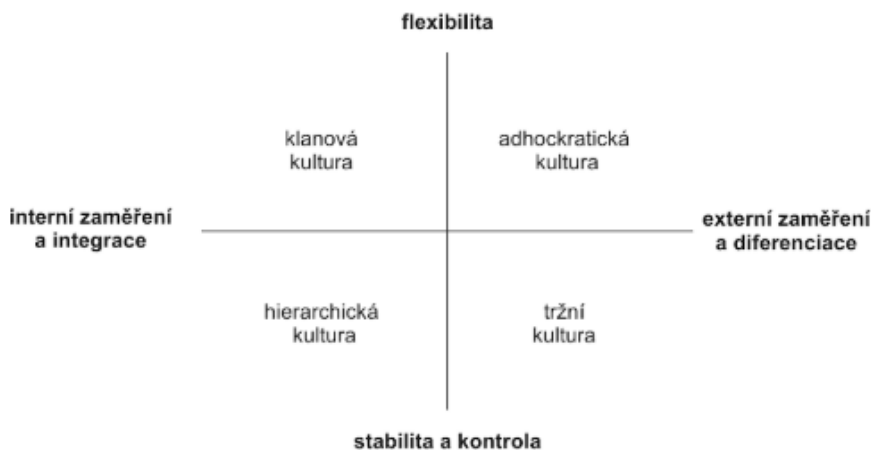 flexibilita
klanová
kultura
adhockratická
kultura
interní zaměření
a integrace
externí zaměření
a diferenciace
hierarchická
kultura
tržní
kultura
stabilita a kontrola